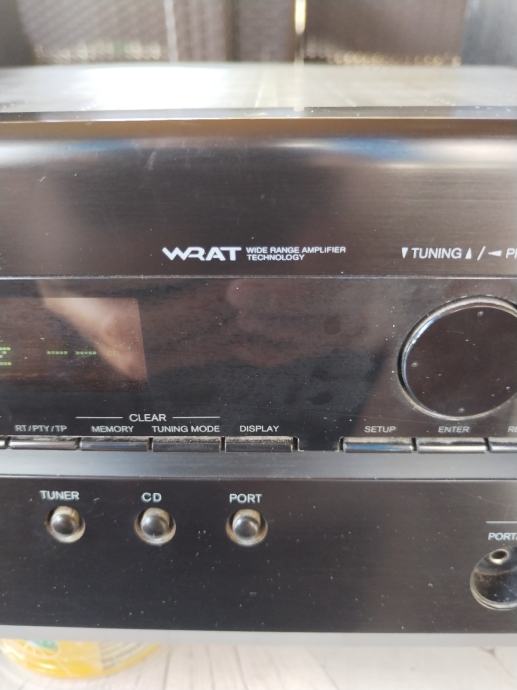 WRAT WIDE RANGE AMPLIFIER
TECHNOLOGY
▼TUNING▲/◄
CLEAR
RT/PTY/TP MEMORY TUNING MODE DISPLAY SETUP ENTER
TUNER CD PORT